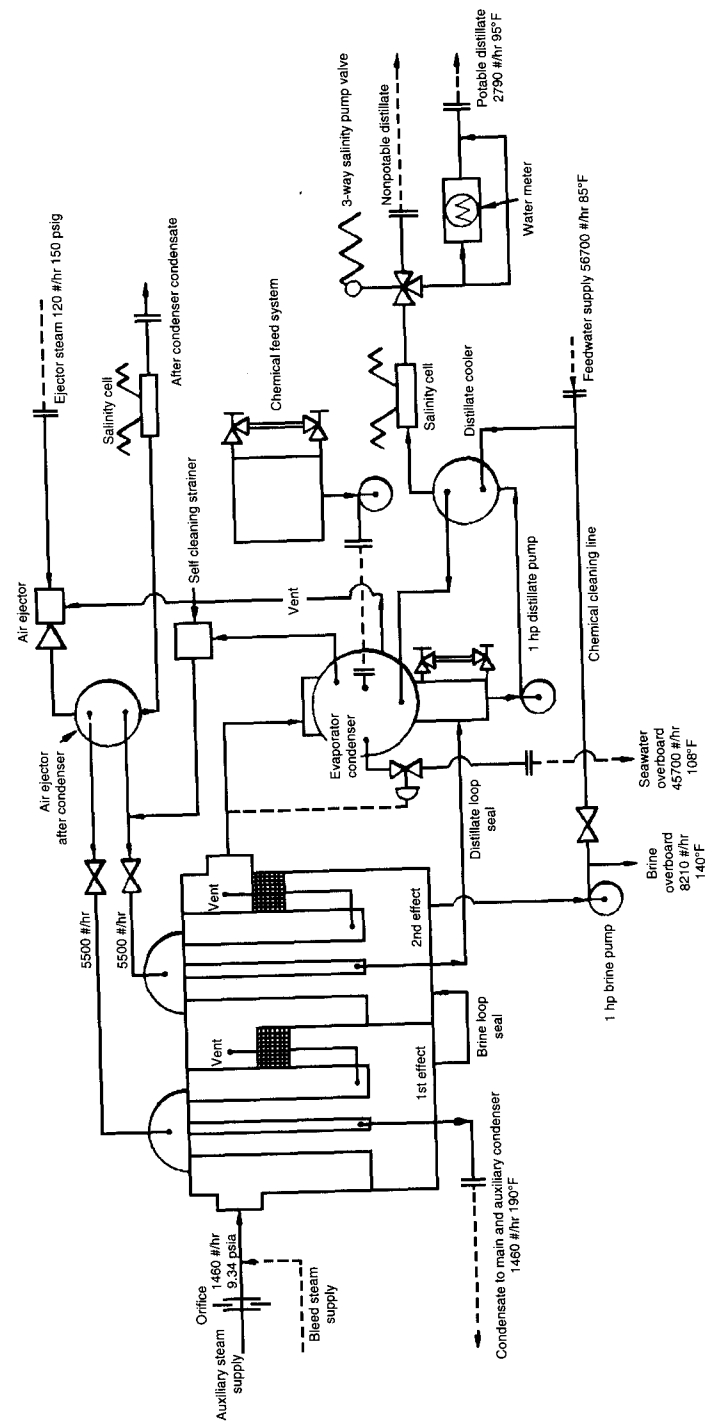 Auxiliary steam
supply
Orifice
1460 #/hr
9.34 psia
Bleed steam
supply
Condensate to main and auxiliary condenser
1460 #/hr 190°F
1st effect
Vent
Brine loop
seal
2nd effect
Vent
5500 #/hr
5500 #/hr
Air ejector
after condenser
Air ejector
Ejector steam 120 #/hr 150 psig
Salinity cell
After condenser condensate
Self cleaning strainer
Vent
Evaporator
condenser
Distillate loop
seal
1 hp brine pump
Brine
overboard
8210 #/hr
140°F
Seawater
overboard
45700 #/hr
108°F
Chemical cleaning line
1 hp distillate pump
Chemical feed system
Distillate cooler
Salinity cell
3-way salinity pump valve
Nonpotable distillate
Water meter
Potable distillate
2790 #/hr 95°F
Feedwater supply 56700 #/hr 85°F